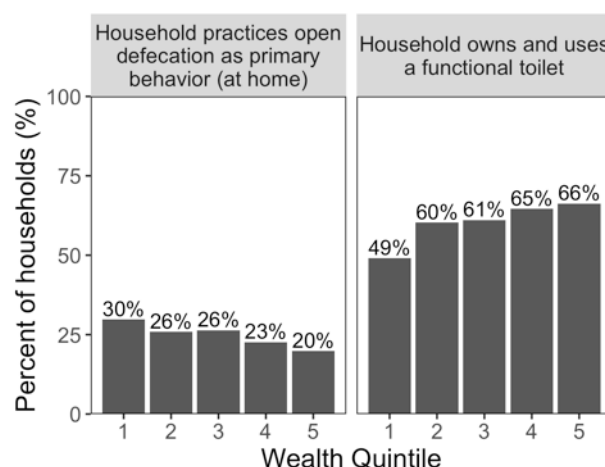 Household practices open
defecation as primary
behavior (at home)
Household owns and uses
a functional toilet
Percent of households (%)
100
75
50
25
0
30%
26%
26%
23%
20%
49%
60%
61%
65%
66%
1 2 3 4 5
1 2 3 4 5
Wealth Quintile